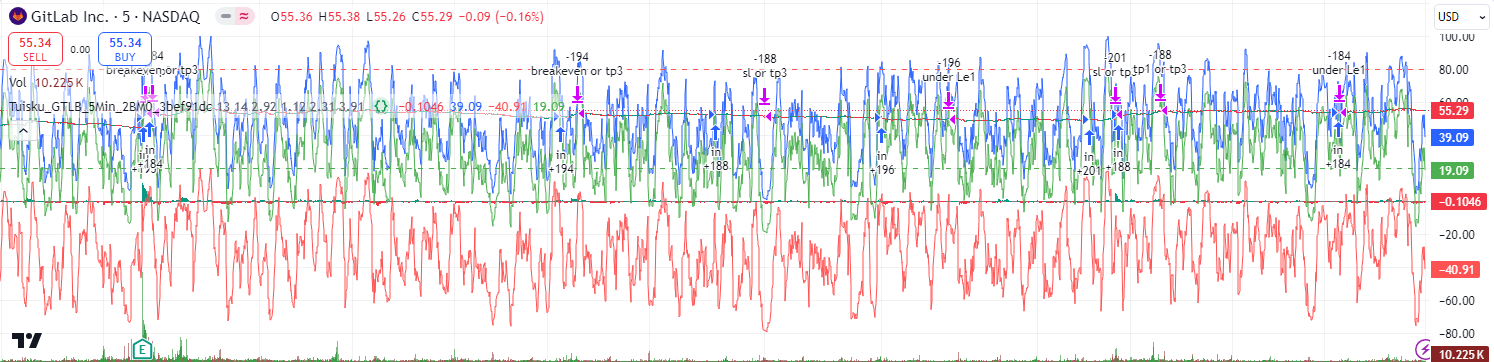 GitLab Inc. · 5 · NASDAQ
O55.36 H55.38 L55.26 C55.29 −0.09 (−0.16%)
USD
55.34
SELL
0.00
55.34
BUY
Vol 10.225 K
Tuisku_GTLB_5Min_2BM0_3bef91dc 13 14 2.92 1.12 2.31 3.91 −0.1046 39.09 −40.91 19.09
breakeven or tp3
in
+184
-194
breakeven or tp3
in
+194
in
+188
-188
sl or tp3
in
+196
-196
under Le1
in
+201
-201
sl or tp3
in
+188
-188
tp1 or tp3
-184
under Le1
in
+184
100.00
80.00
60.00
55.29
39.09
19.09
−0.1046
−20.00
−40.91
−60.00
−80.00
10.225 K
E